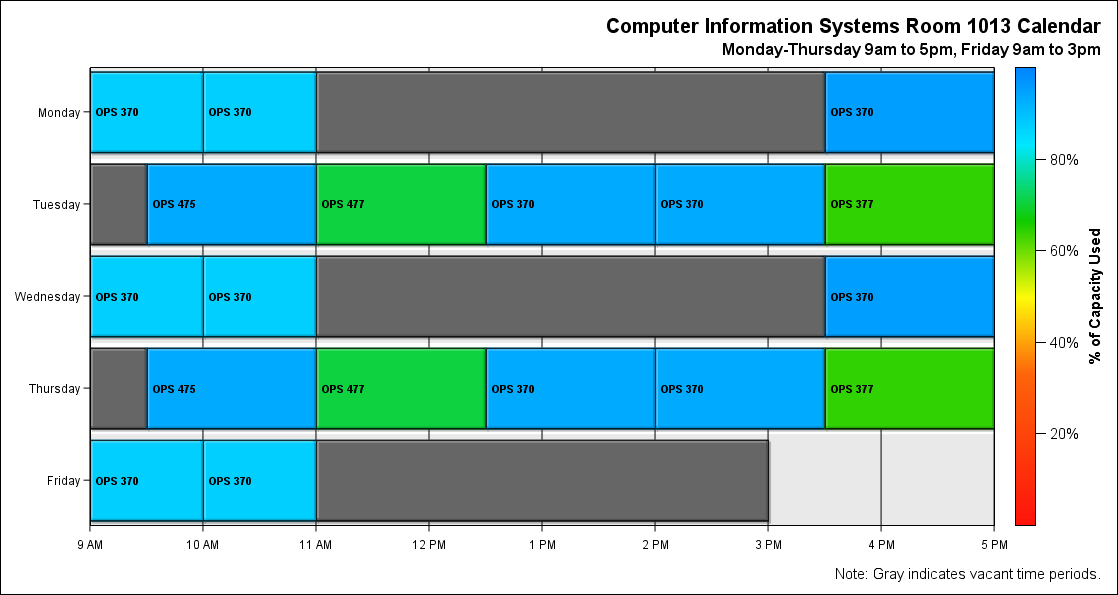 Computer Information Systems Room 1013 Calendar
Monday-Thursday 9am to 5pm, Friday 9am to 3pm
Monday
OPS 370
OPS 370
OPS 370
Tuesday
OPS 475
OPS 477
OPS 370
OPS 370
OPS 377
Wednesday
OPS 370
OPS 370
OPS 370
Thursday
OPS 475
OPS 477
OPS 370
OPS 370
OPS 377
Friday
OPS 370
OPS 370
9 AM
10 AM
11 AM
12 PM
1 PM
2 PM
3 PM
4 PM
5 PM
80%
60%
40%
20%
% of Capacity Used
Note: Gray indicates vacant time periods.